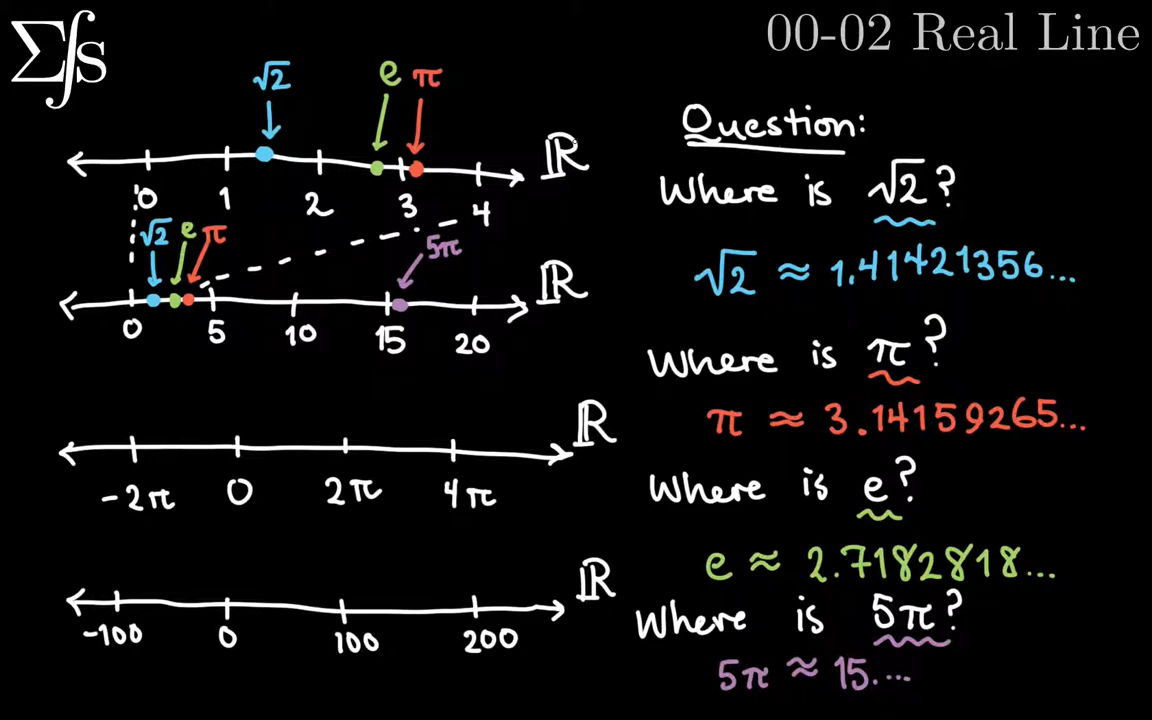 ∑∫S
00-02 Real Line
√2 e π
ℝ
0 1 2 3 4
√2 e π 5π
ℝ
0 5 10 15 20
ℝ
-2π 0 2π 4π
ℝ
-100 0 100 200
Question:
Where is √2?
√2 ≈ 1.41421356...
Where is π?
π ≈ 3.14159265...
Where is e?
e ≈ 2.7182818...
Where is 5π?
5π ≈ 15....